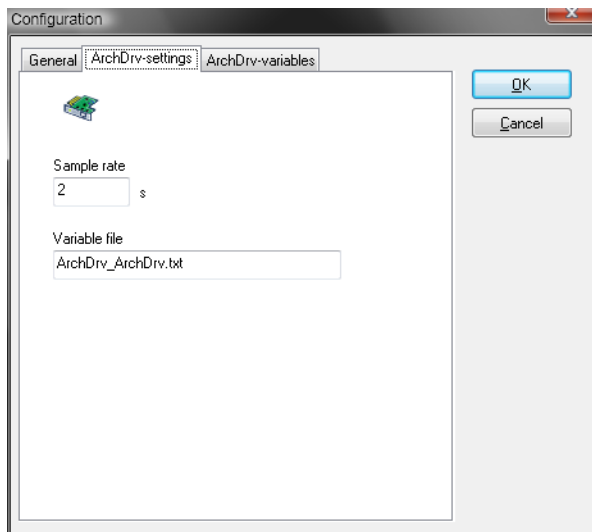 Configuration
General ArchDrv-settings ArchDrv-variables
OK
Cancel
Sample rate
2 s
Variable file
ArchDrv_ArchDrv.txt